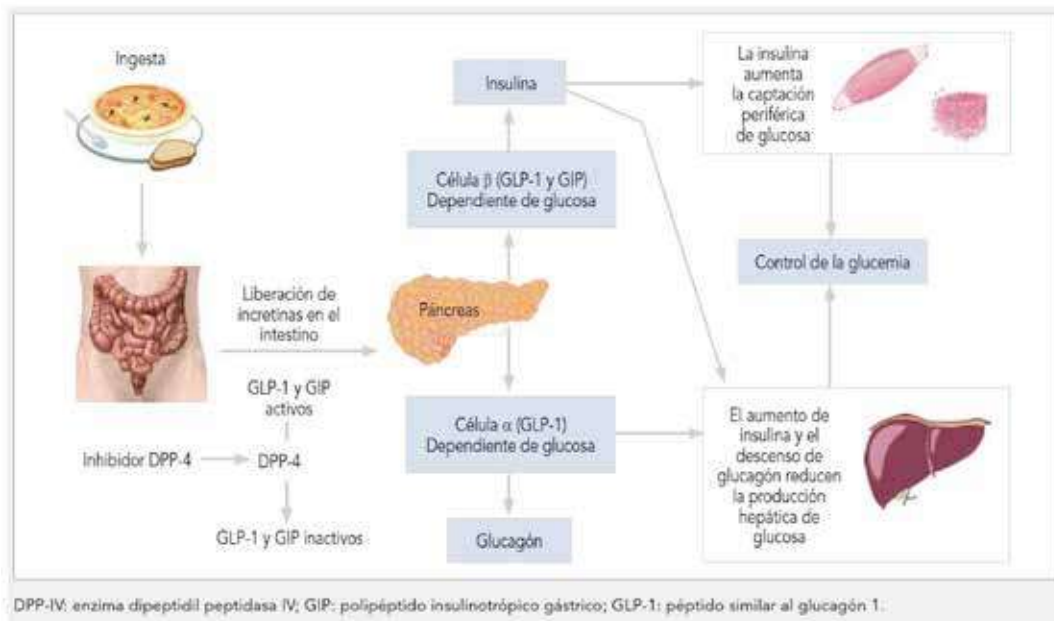 Ingesta
Liberación de
incretinas en el
intestino
GLP-1 y GIP
activos
Inhibidor DPP-4
DPP-4
GLP-1 y GIP inactivos
Páncreas
Insulina
Célula β (GLP-1 y GIP)
Dependiente de glucosa
Célula α (GLP-1)
Dependiente de glucosa
Glucagón
La insulina
aumenta
la captación
periférica
de glucosa
Control de la glucemia
El aumento de
insulina y el
descenso de
glucagón reducen
la producción
hepática de
glucosa
DPP-IV: enzima dipeptidil peptidasa IV; GIP: polipéptido insulinotrópico gástrico; GLP-1: péptido similar al glucagón 1.